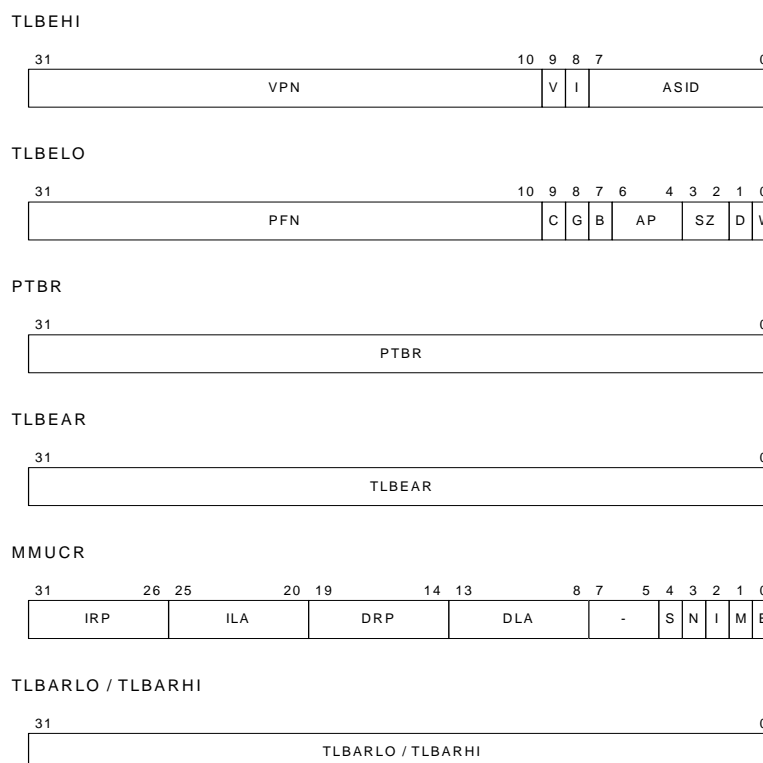 TLBEHI
31 10 9 8 7
VPN V I ASID
TLBELO
31 10 9 8 7 6 4 3 2 1
PFN C G B AP SZ D
PTBR
31
PTBR
TLBEAR
31
TLBEAR
MMUCR
31 26 25 20 19 14 13 8 7 5 4 3 2 1
IRP ILA DRP DLA - S N I M
TLBARLO / TLBARHI
31
TLBARLO / TLBARHI